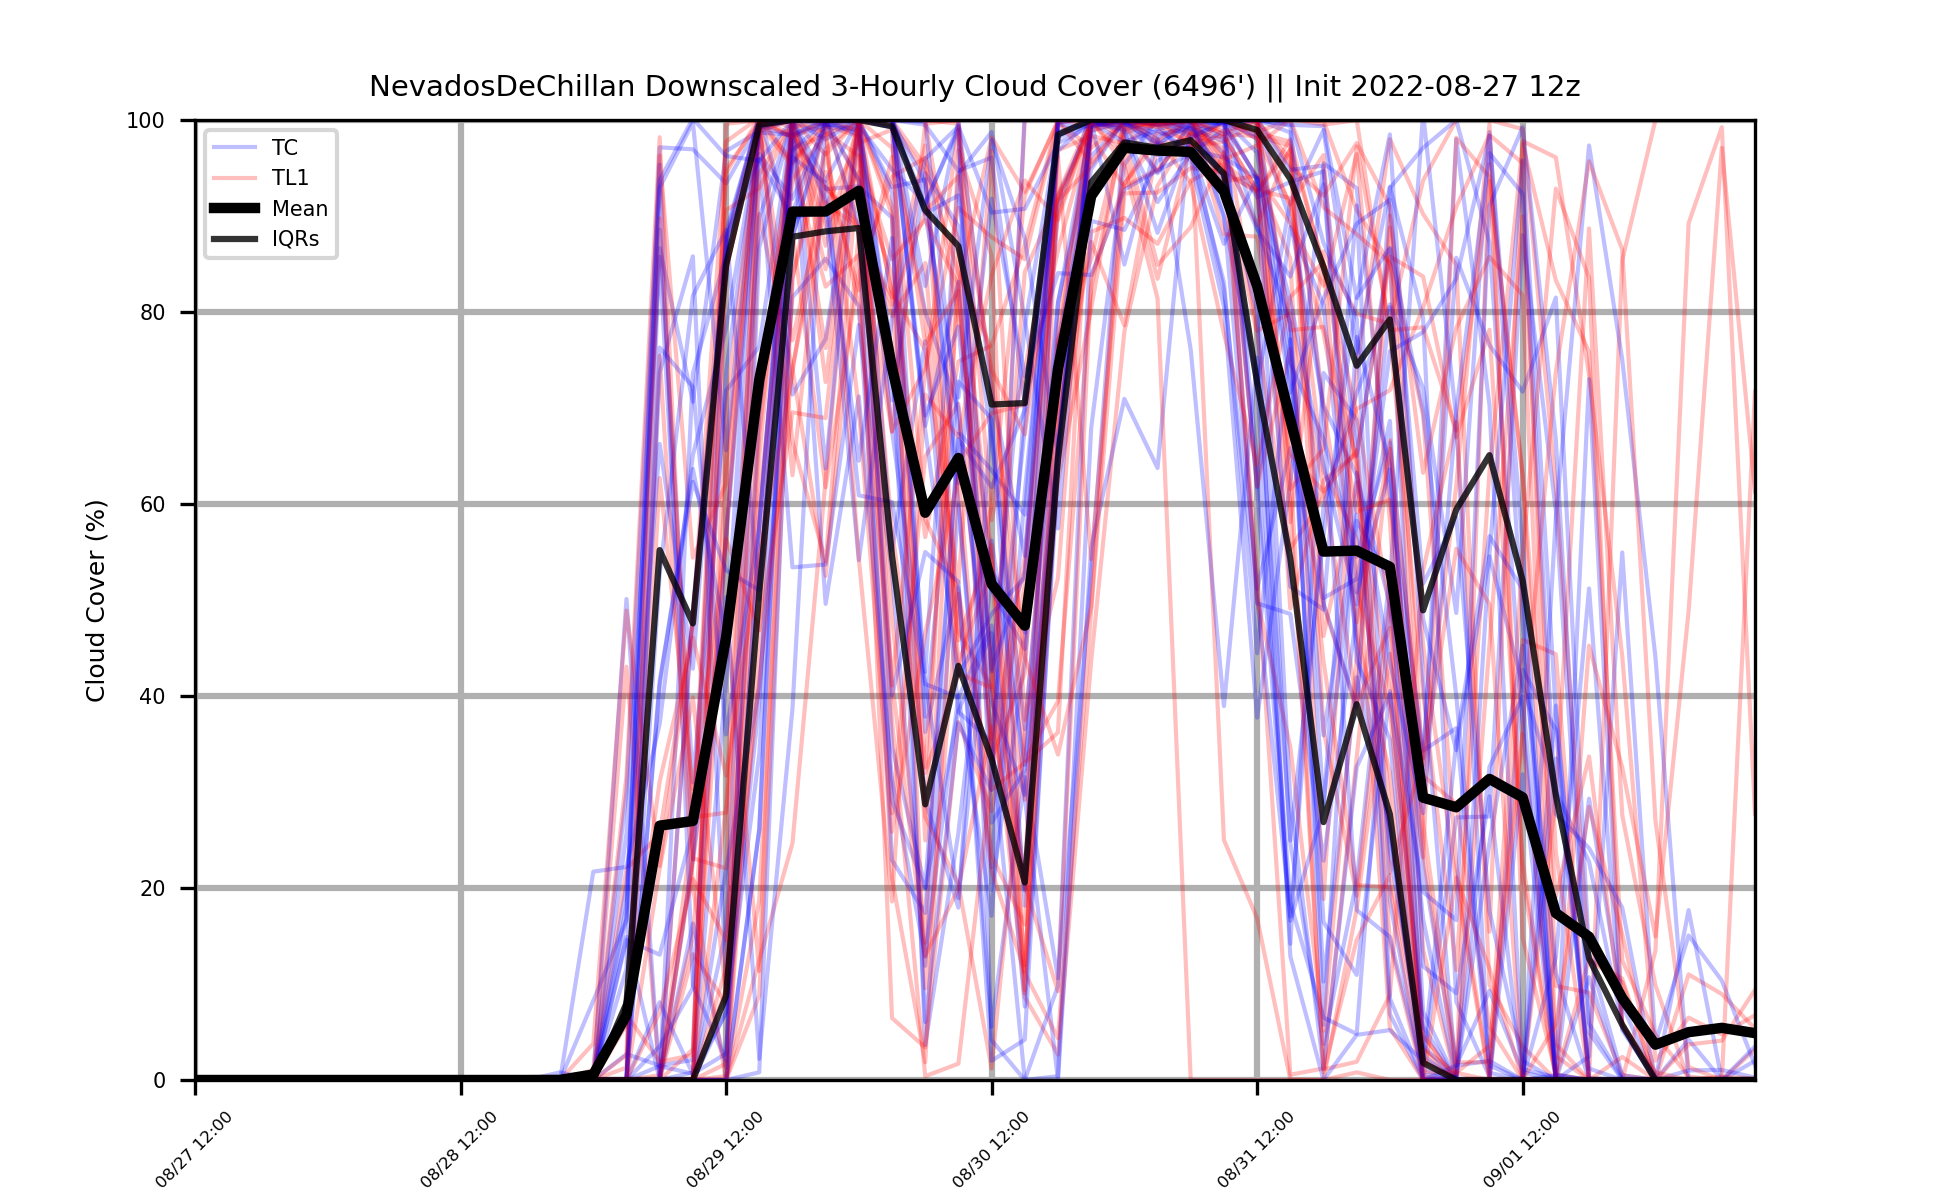 NevadosDeChillan Downscaled 3-Hourly Cloud Cover (6496') || Init 2022-08-27 12z
Cloud Cover (%)
100
80
60
40
20
0
TC
TL1
Mean
IQRs
08/27 12:00
08/28 12:00
08/29 12:00
08/30 12:00
08/31 12:00
09/01 12:00